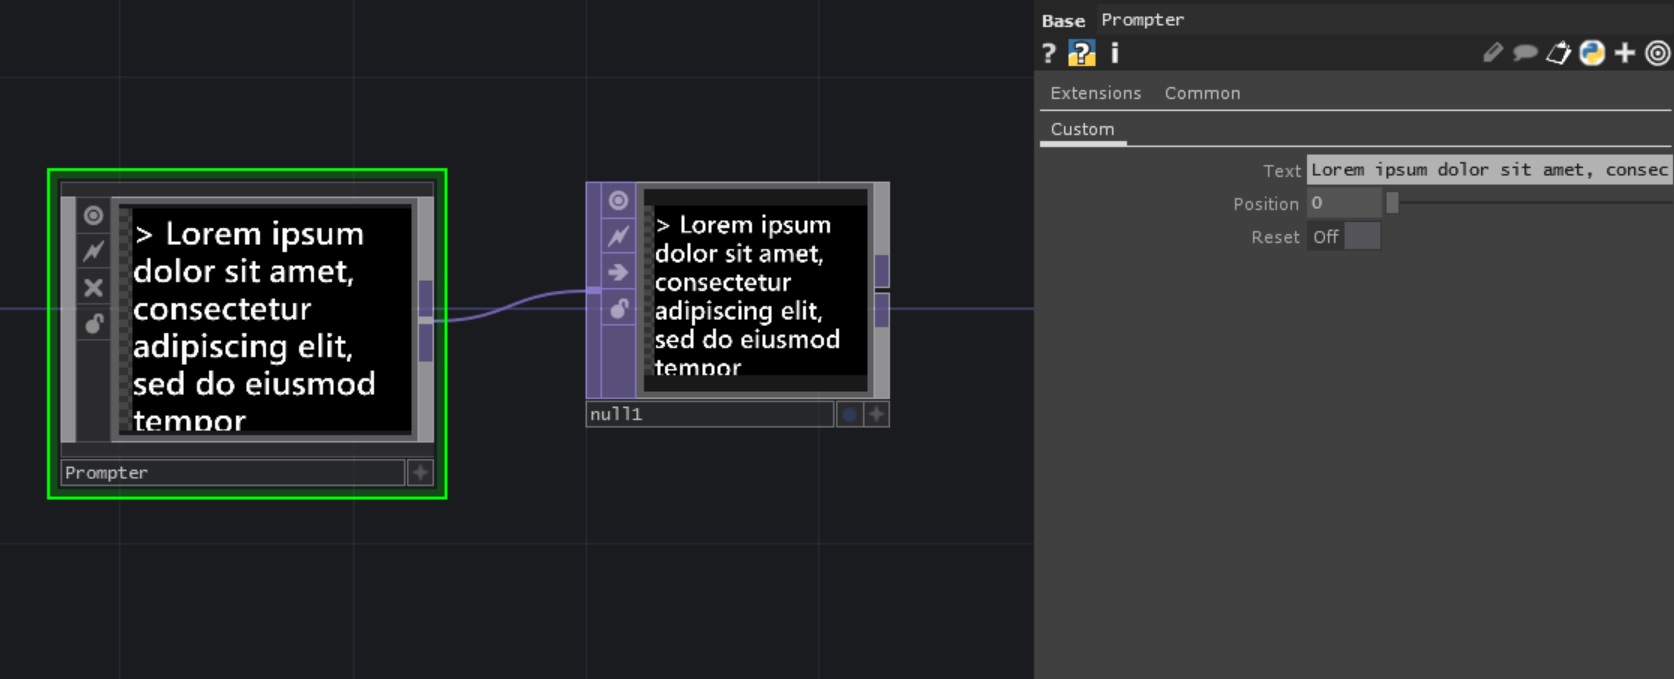 > Lorem ipsum
dolor sit amet,
consectetur
adipiscing elit,
sed do eiusmod
tempor
Prompter
> Lorem ipsum
dolor sit amet,
consectetur
adipiscing elit,
sed do eiusmod
tempor
null1
Base Prompter
? ? i
Extensions Common
Custom
Text Lorem ipsum dolor sit amet, consec
Position 0
Reset Off